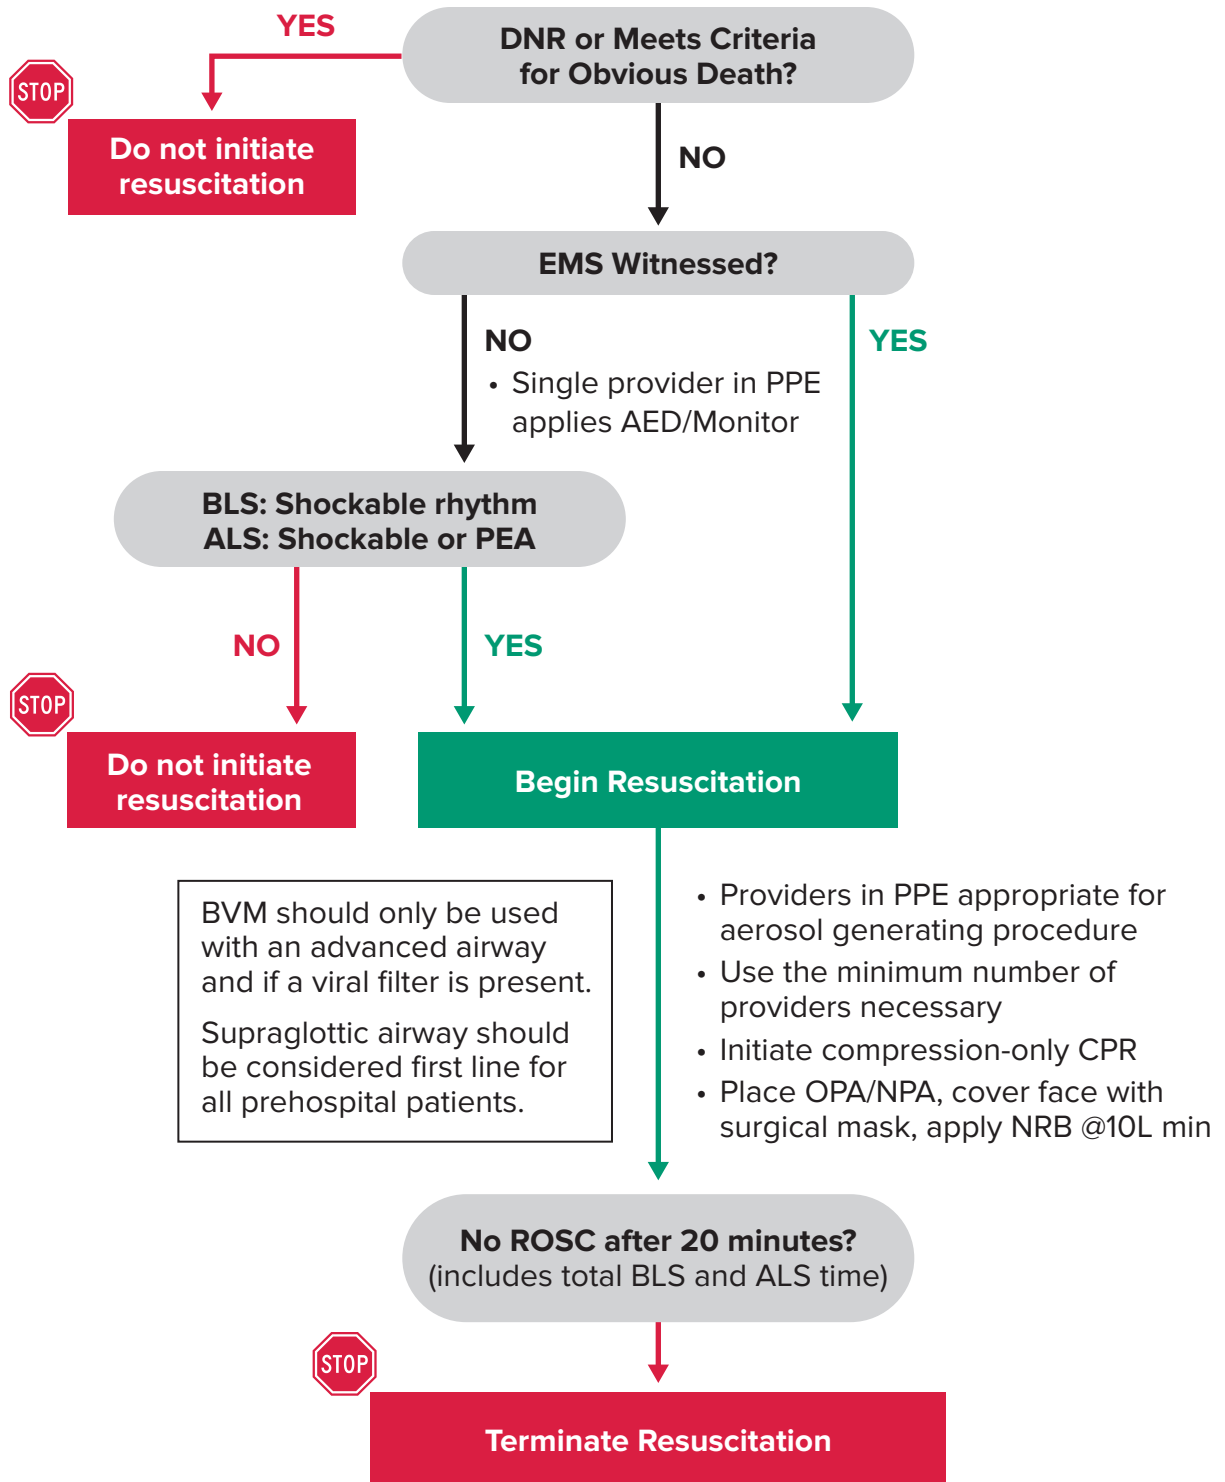 YES
DNR or Meets Criteria
for Obvious Death?
STOP
Do not initiate
resuscitation
NO
EMS Witnessed?
NO
• Single provider in PPE
applies AED/Monitor
YES
BLS: Shockable rhythm
ALS: Shockable or PEA
NO
YES
STOP
Do not initiate
resuscitation
Begin Resuscitation
BVM should only be used
with an advanced airway
and if a viral filter is present.
Supraglottic airway should
be considered first line for
all prehospital patients.
• Providers in PPE appropriate for
aerosol generating procedure
• Use the minimum number of
providers necessary
• Initiate compression-only CPR
• Place OPA/NPA, cover face with
surgical mask, apply NRB @10L min
No ROSC after 20 minutes?
(includes total BLS and ALS time)
STOP
Terminate Resuscitation